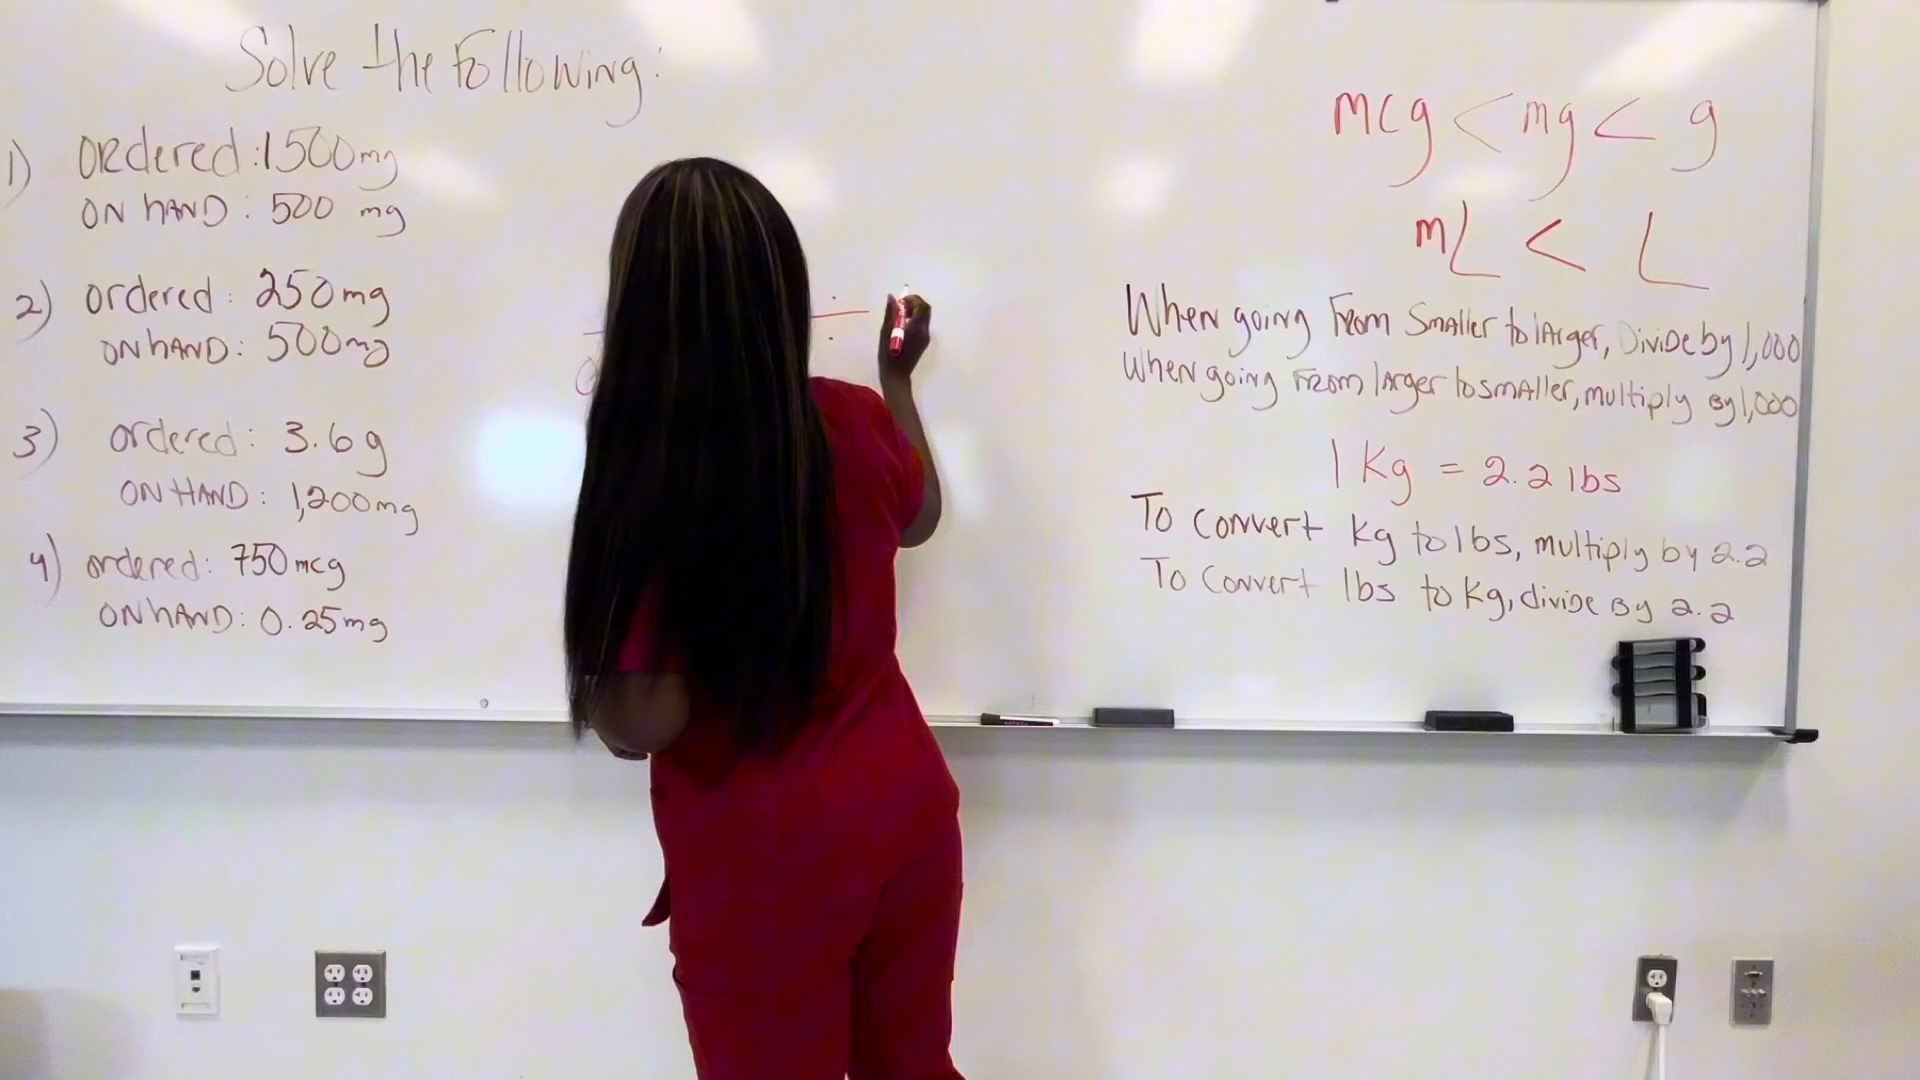 Solve the Following:
1) ORdered: 1500mg
ON hAND: 500 mg
2) ordered: 250mg
ON hAND: 500mg
3) ordered: 3.6g
ON HAND: 1,200mg
4) ordered: 750mcg
ON hAND: 0.25mg
÷
mcg < mg < g
mL < L
When going From Smaller to lArger, Divide by 1,000
When going From larger to smAller, multiply By 1,000
1 Kg = 2.2 lbs
To Convert Kg to lbs, multiply by 2.2
To Convert lbs to Kg, divide By 2.2